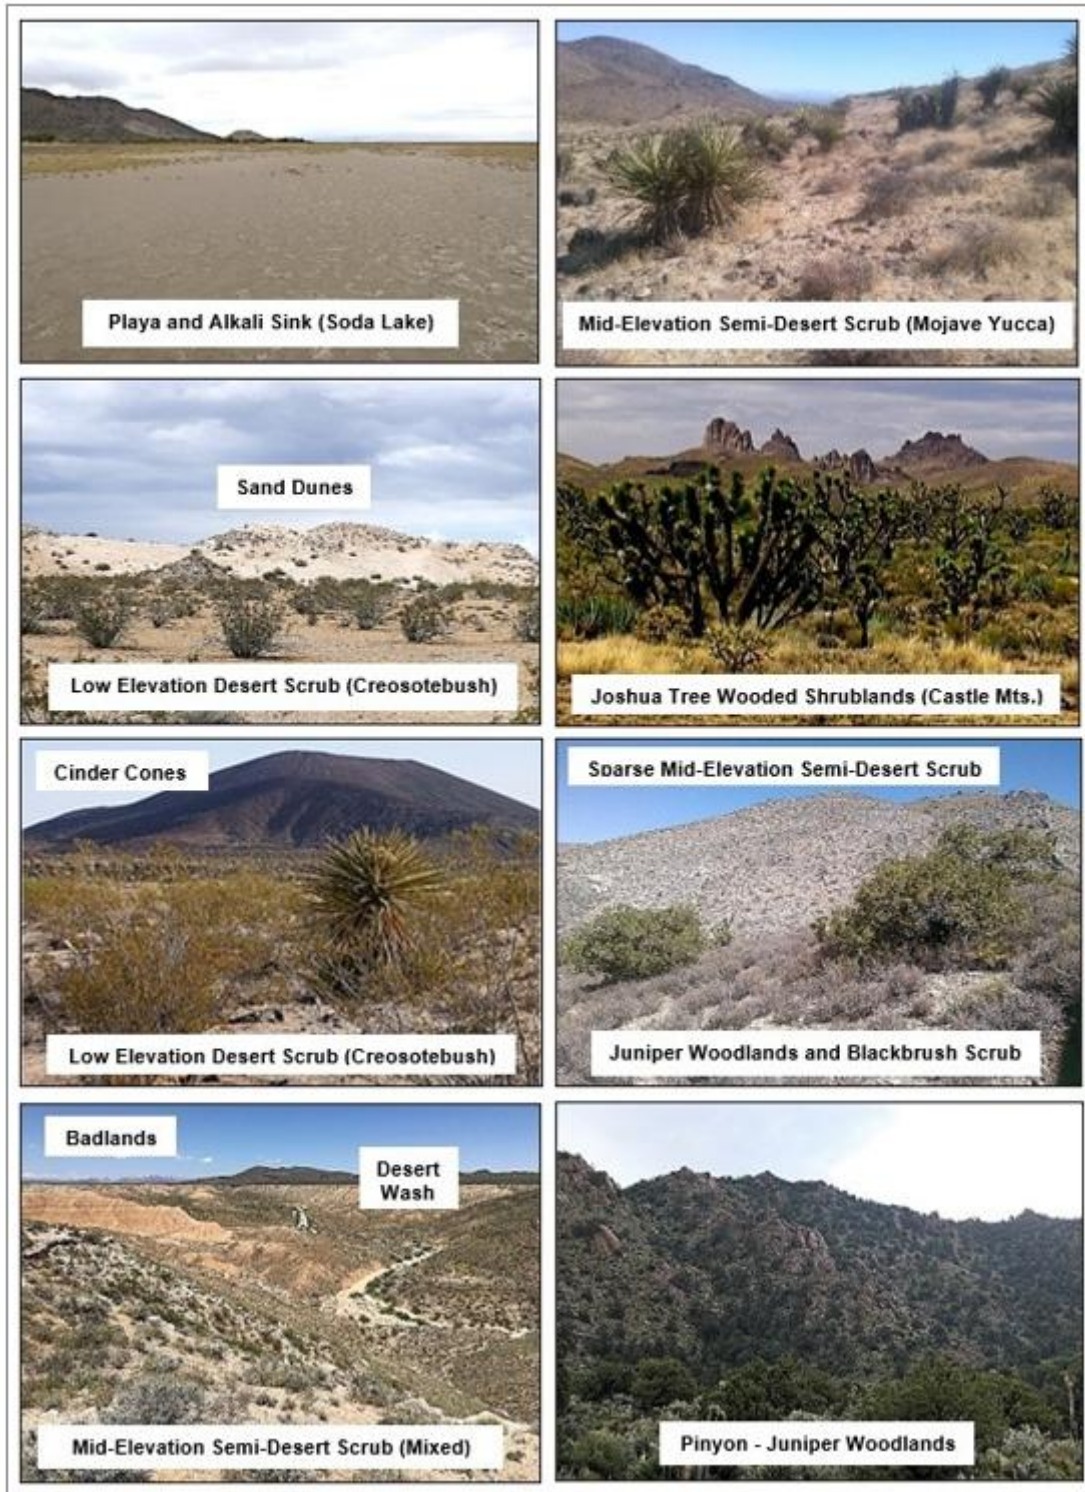 Playa and Alkali Sink (Soda Lake)
Mid-Elevation Semi-Desert Scrub (Mojave Yucca)
Sand Dunes
Low Elevation Desert Scrub (Creosotebush)
Joshua Tree Wooded Shrublands (Castle Mts.)
Cinder Cones
Low Elevation Desert Scrub (Creosotebush)
Sparse Mid-Elevation Semi-Desert Scrub
Juniper Woodlands and Blackbrush Scrub
Badlands
Desert
Wash
Mid-Elevation Semi-Desert Scrub (Mixed)
Pinyon - Juniper Woodlands